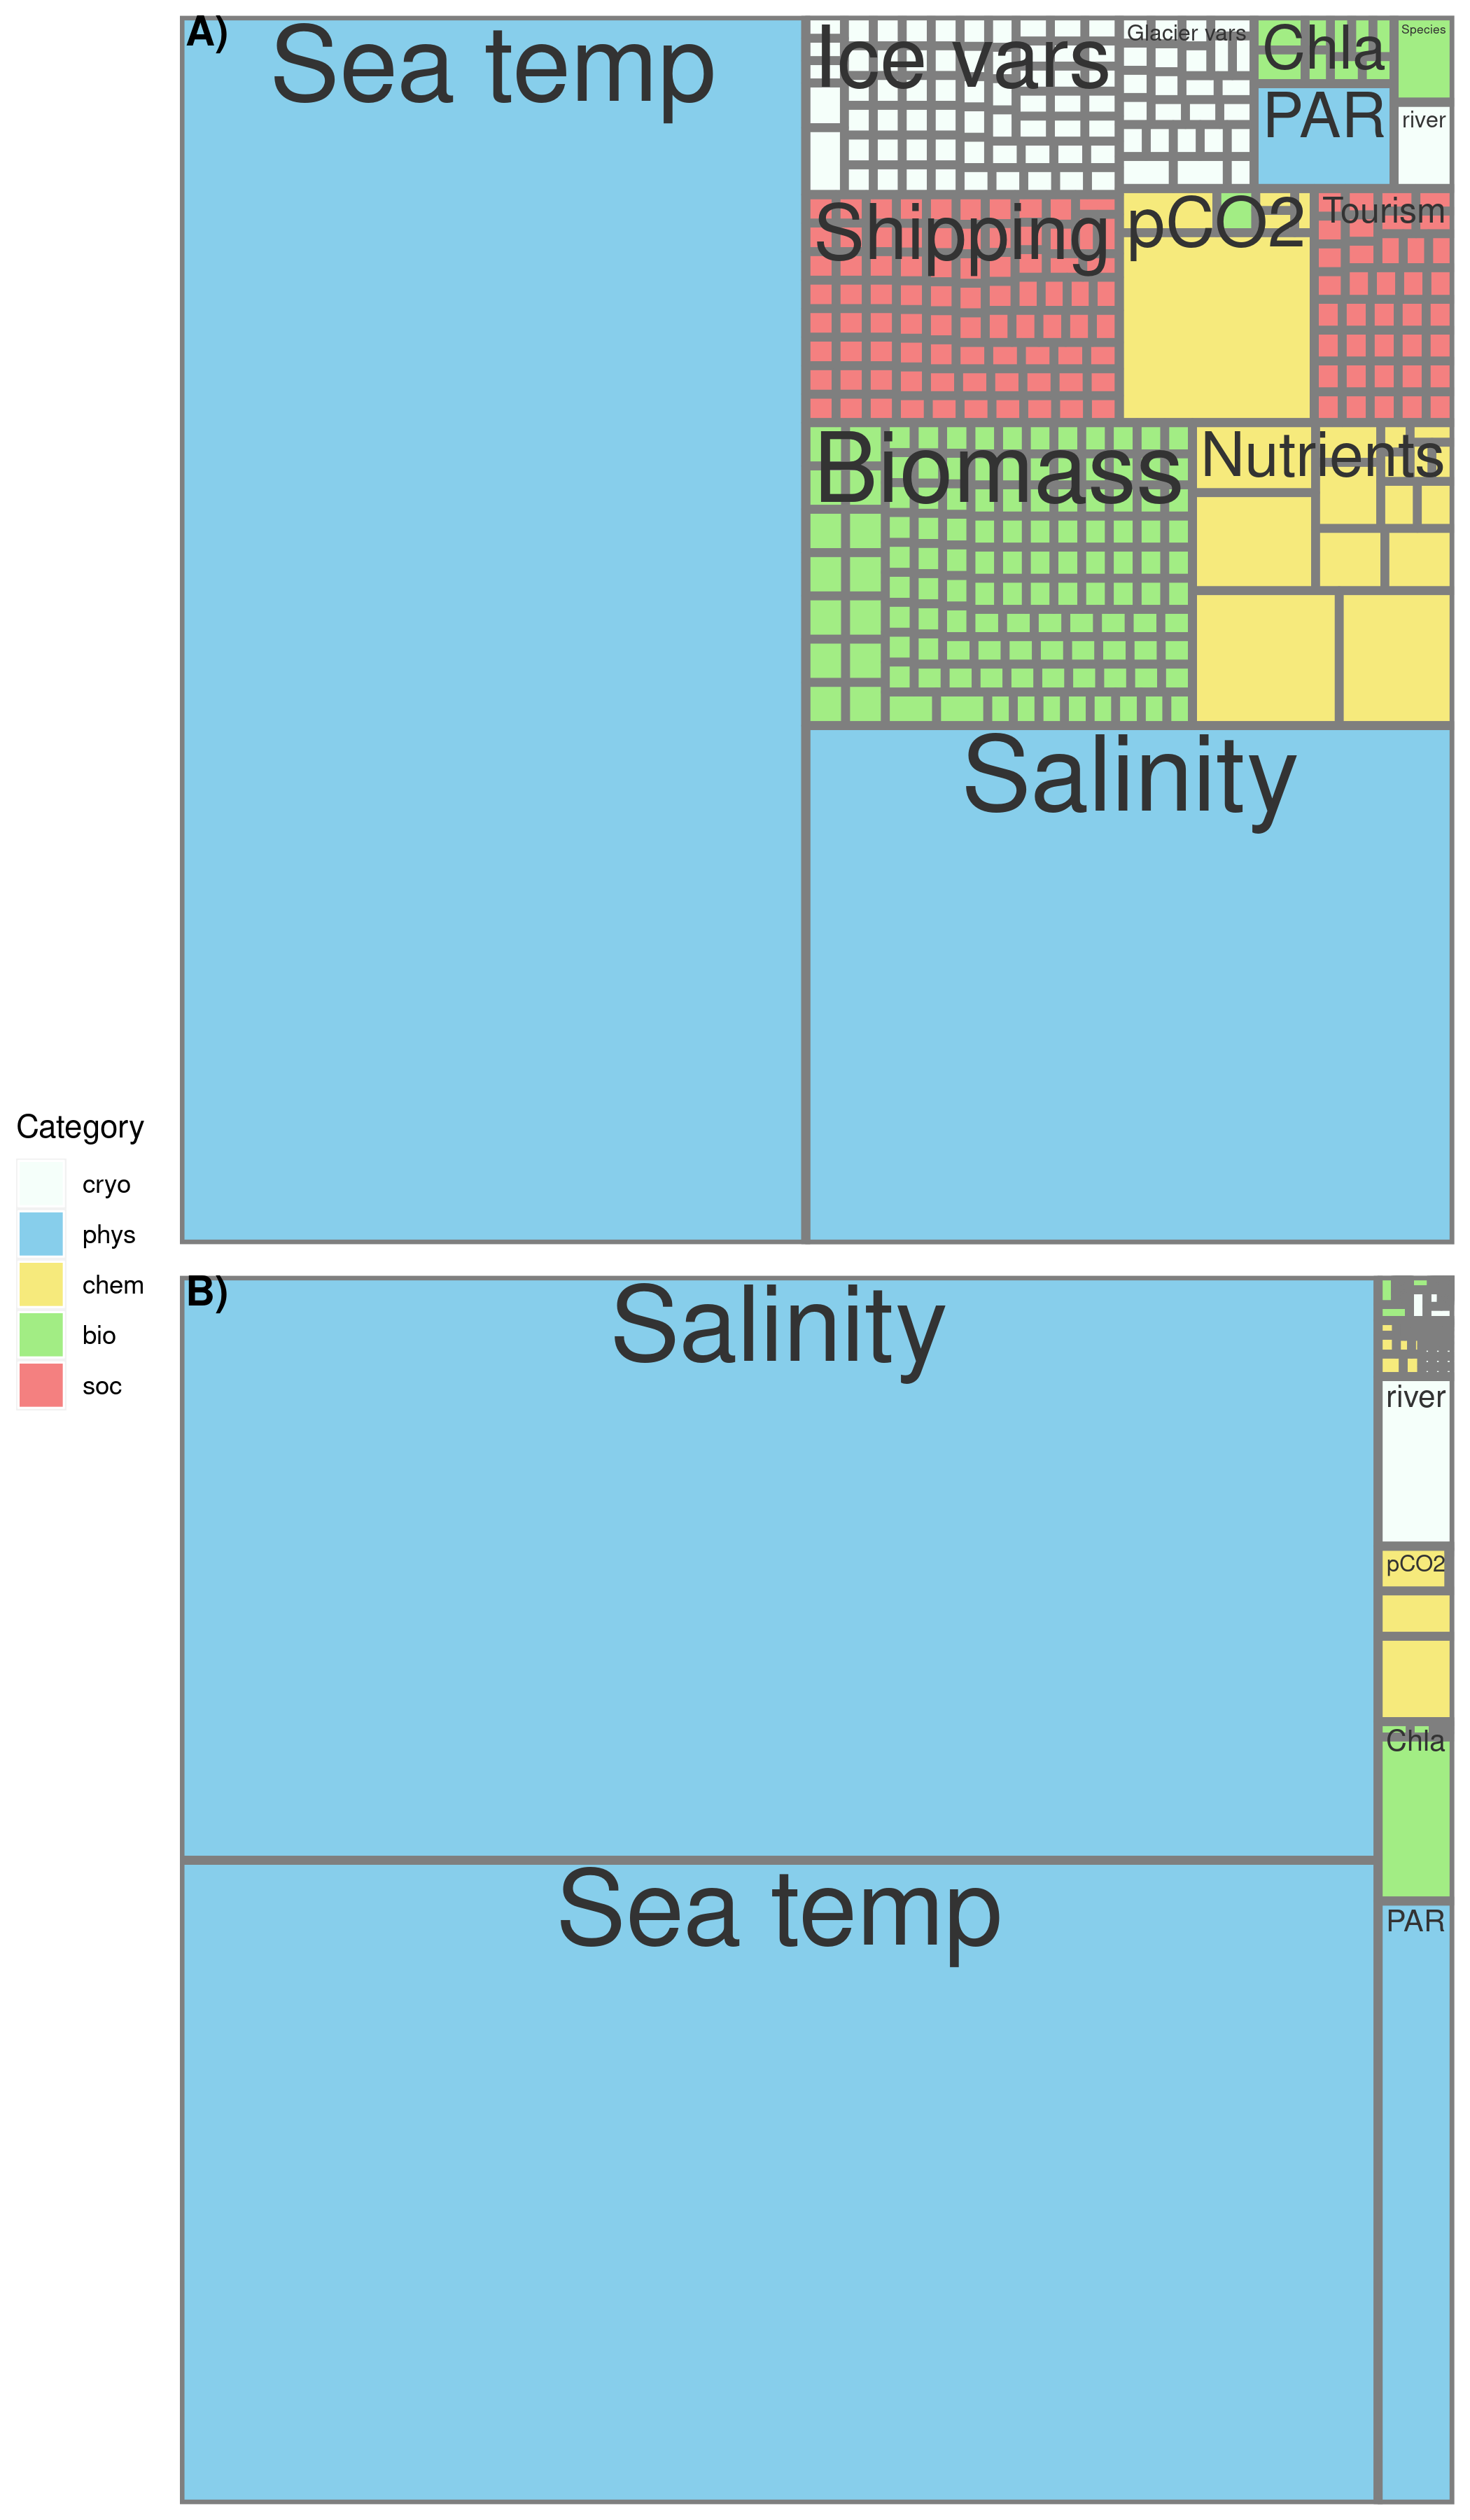 A)
Sea temp
Ice vars
Glacier vars
Chla
Species
PAR
river
Shipping
pCO2
Tourism
Biomass
Nutrients
Salinity
Category
cryo
phys
chem
bio
soc
B)
Salinity
river
pCO2
Chla
Sea temp
PAR